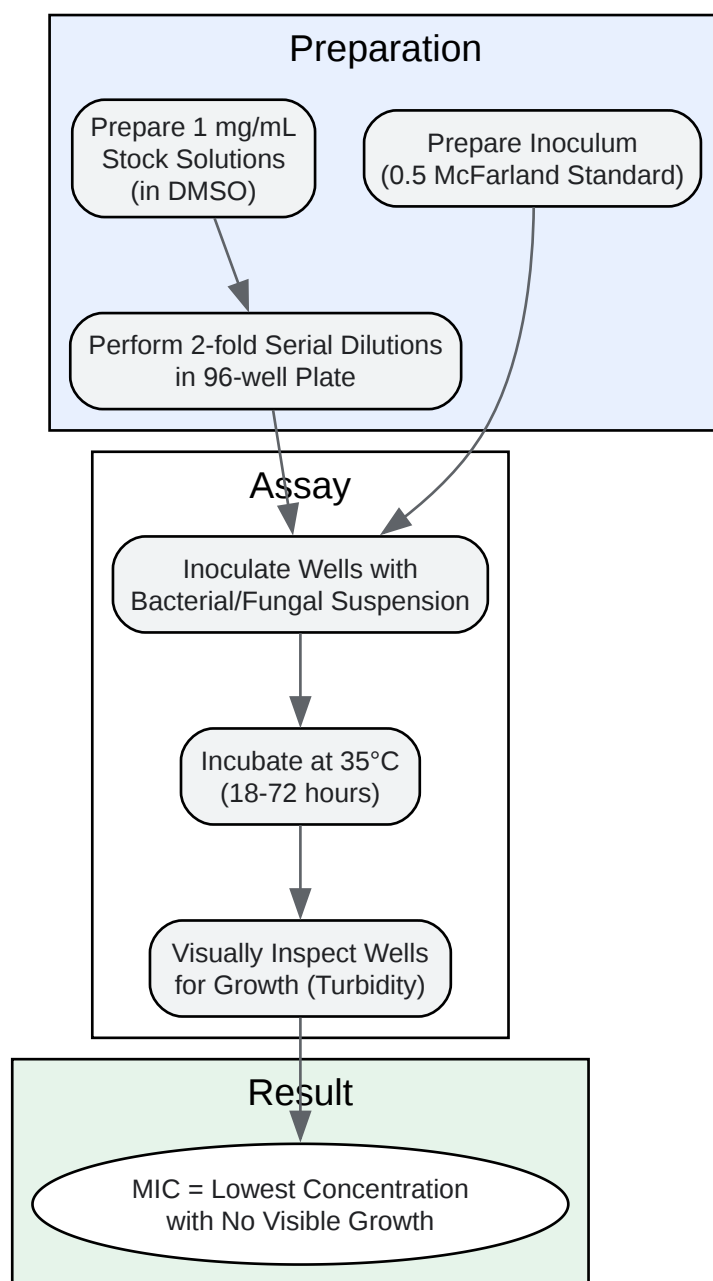 Preparation
Prepare 1 mg/mL
Stock Solutions
(in DMSO)
Prepare Inoculum
(0.5 McFarland Standard)
Perform 2-fold Serial Dilutions
in 96-well Plate
Assay
Inoculate Wells with
Bacterial/Fungal Suspension
Incubate at 35°C
(18-72 hours)
Visually Inspect Wells
for Growth (Turbidity)
Result
MIC = Lowest Concentration
with No Visible Growth